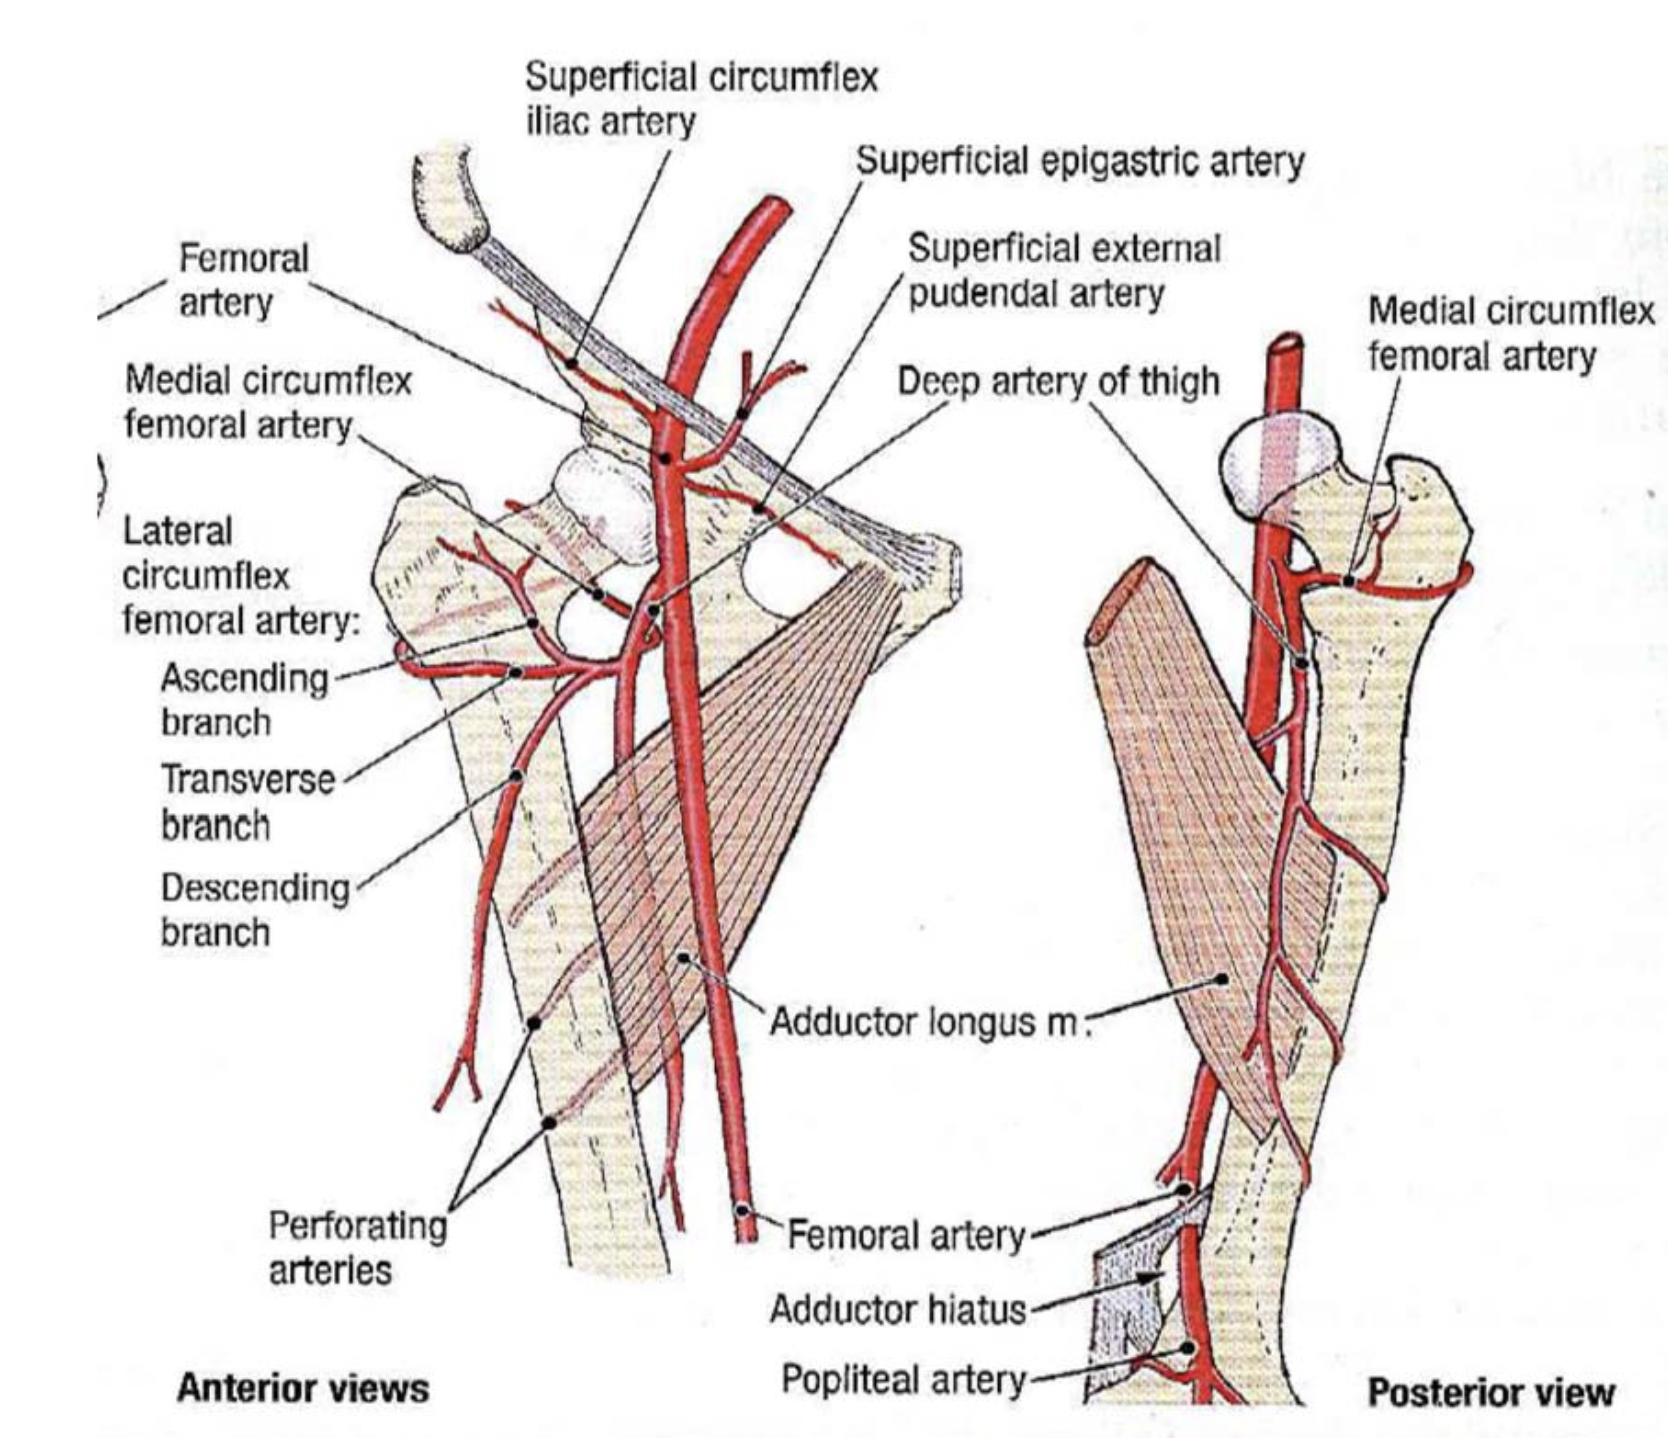 Superficial circumflex
iliac artery
Superficial epigastric artery
Femoral
artery
Superficial external
pudendal artery
Medial circumflex
femoral artery
Medial circumflex
femoral artery
Deep artery of thigh
Lateral
circumflex
femoral artery:
Ascending
branch
Transverse
branch
Descending
branch
Adductor longus m.
Perforating
arteries
Femoral artery
Adductor hiatus
Popliteal artery
Anterior views
Posterior view